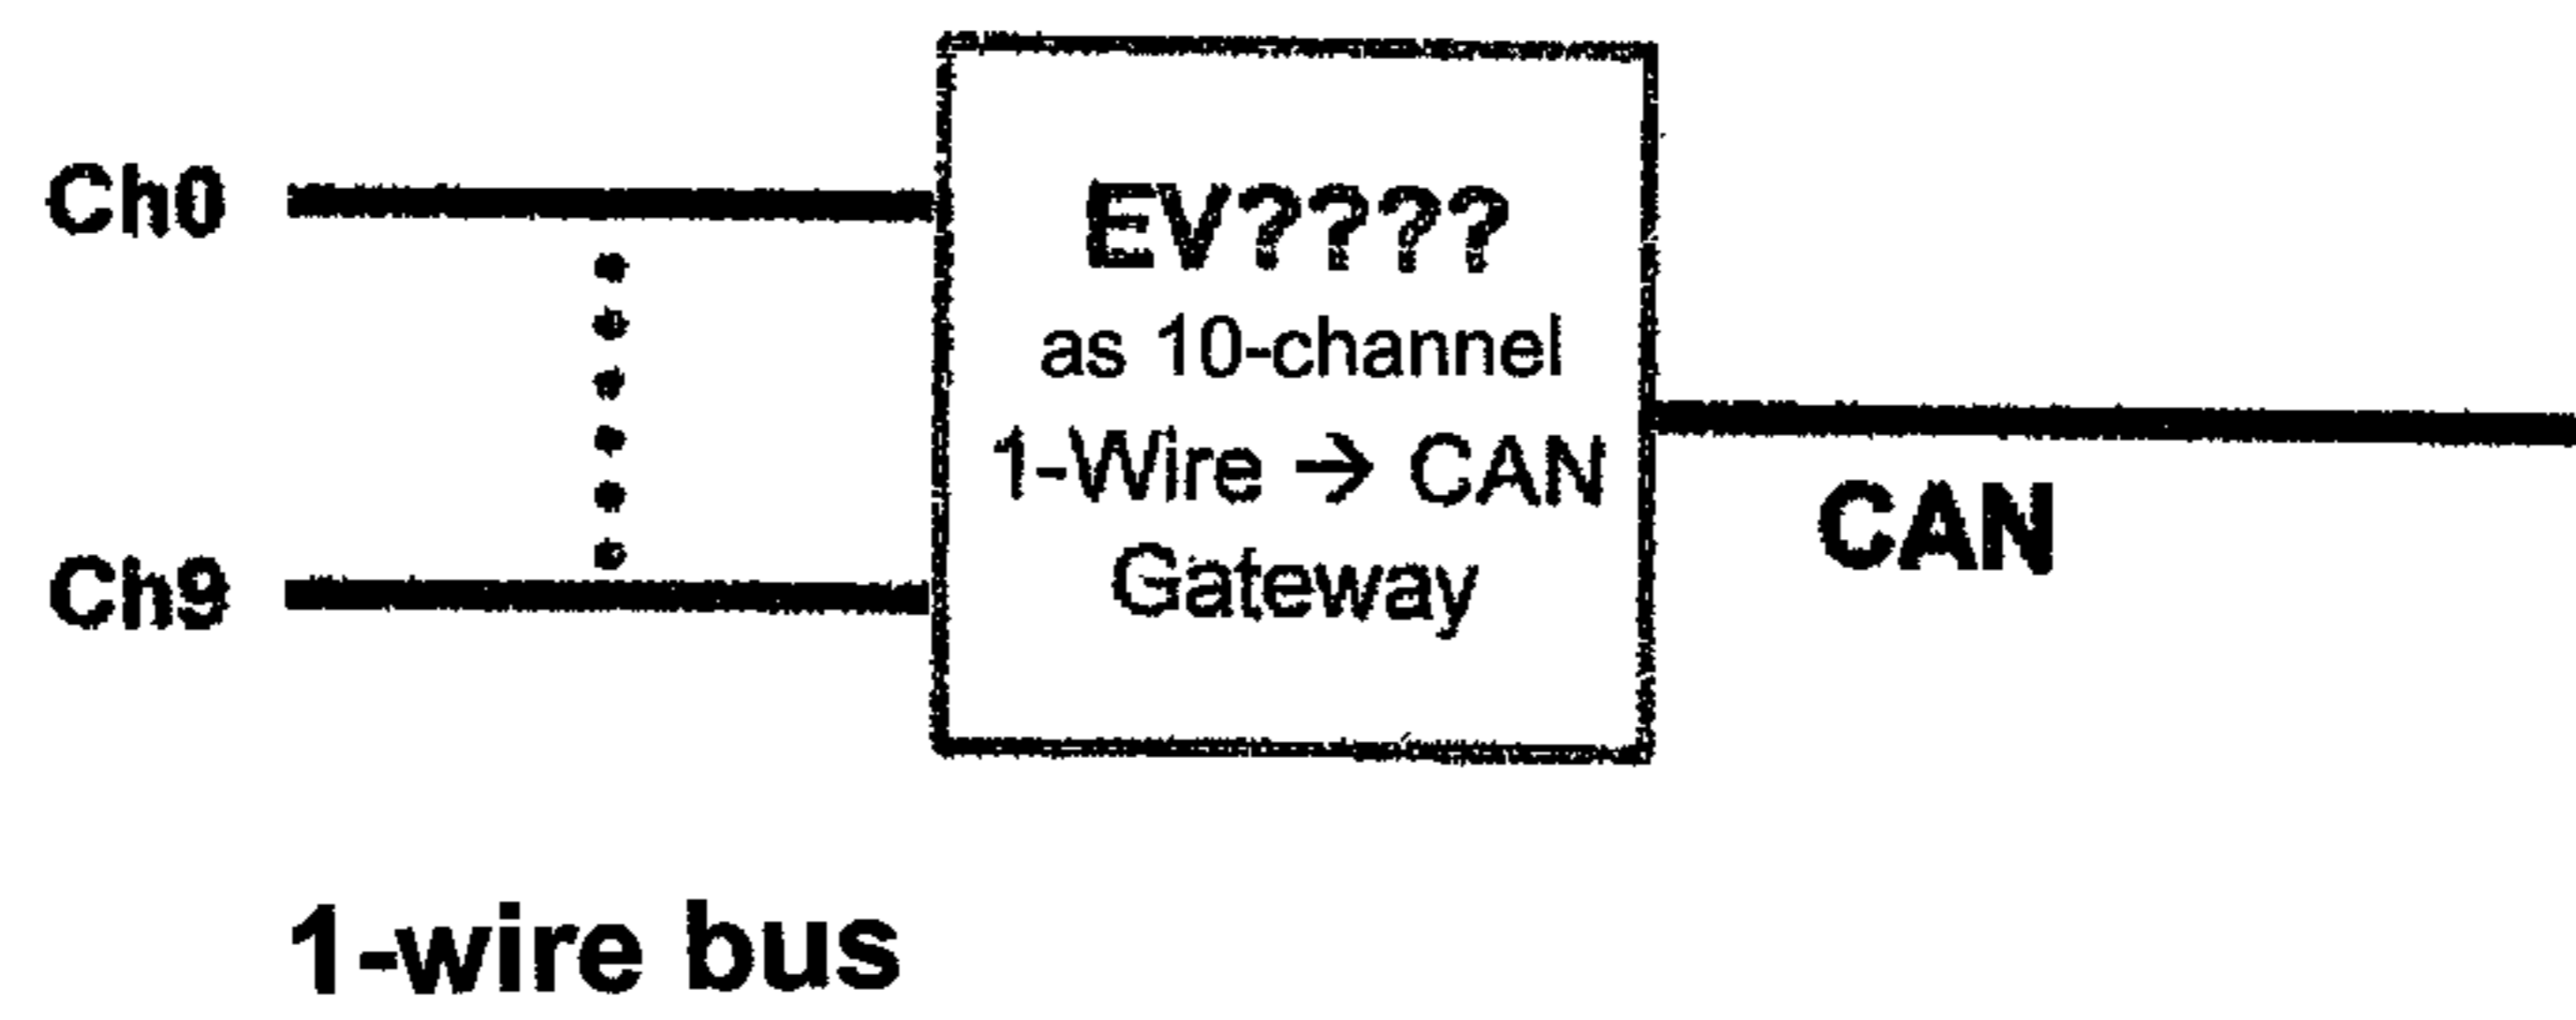 Ch0
Ch9
EV????
as 10-channel
1-Wire → CAN
Gateway
CAN
1-wire bus